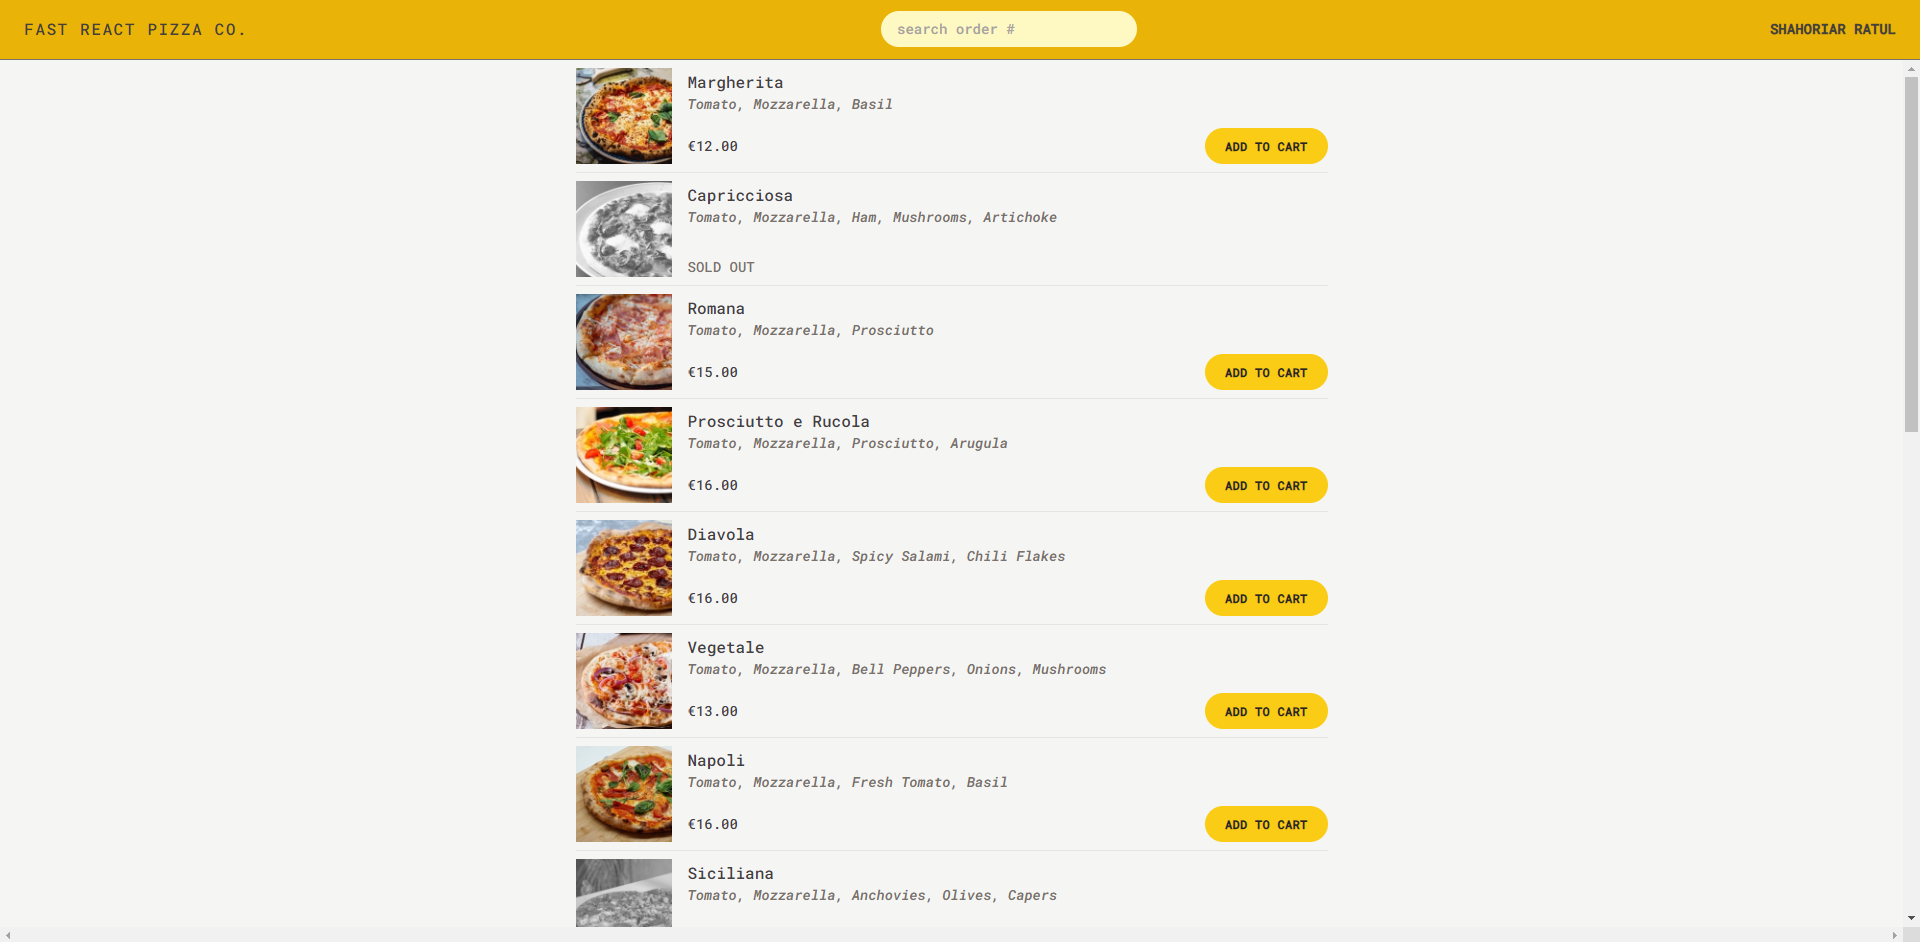 FAST REACT PIZZA CO.
search order #
SHAHORIAR RATUL
Margherita
Tomato, Mozzarella, Basil
€12.00
ADD TO CART
Capricciosa
Tomato, Mozzarella, Ham, Mushrooms, Artichoke
SOLD OUT
Romana
Tomato, Mozzarella, Prosciutto
€15.00
ADD TO CART
Prosciutto e Rucola
Tomato, Mozzarella, Prosciutto, Arugula
€16.00
ADD TO CART
Diavola
Tomato, Mozzarella, Spicy Salami, Chili Flakes
€16.00
ADD TO CART
Vegetale
Tomato, Mozzarella, Bell Peppers, Onions, Mushrooms
€13.00
ADD TO CART
Napoli
Tomato, Mozzarella, Fresh Tomato, Basil
€16.00
ADD TO CART
Siciliana
Tomato, Mozzarella, Anchovies, Olives, Capers